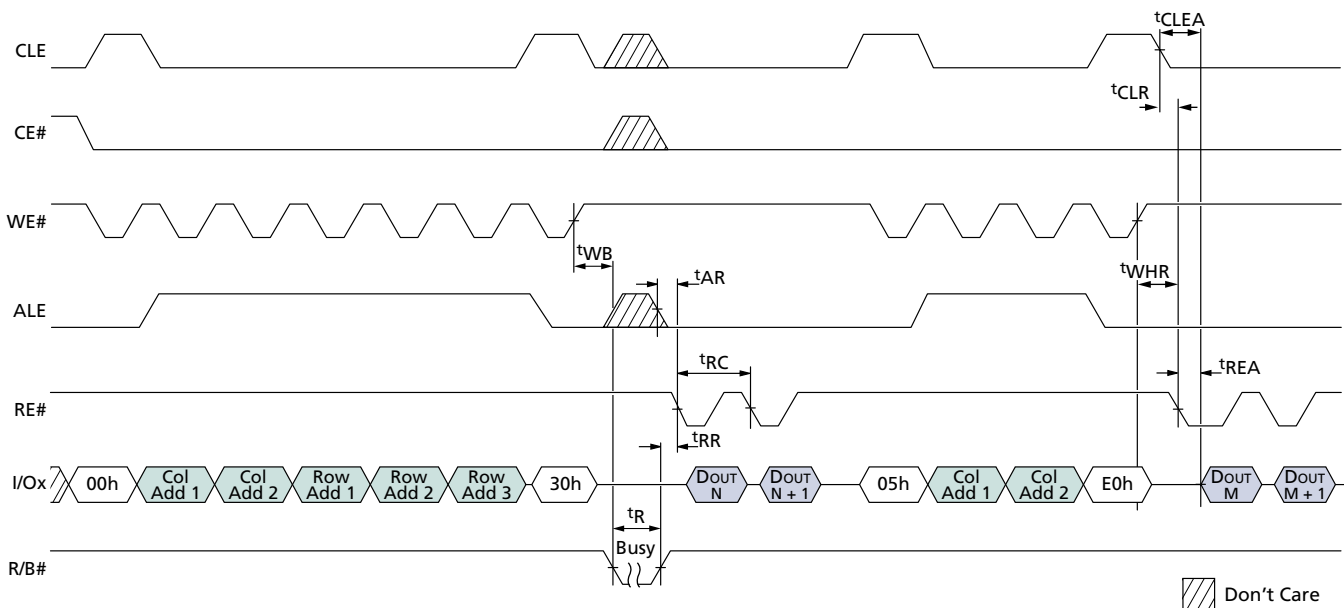 CLE
tCLEA
tCLR
CE#
WE#
tWB
tAR
tWHR
ALE
tRC
tREA
RE#
tRR
I/Ox
00h
Col
Add 1
Col
Add 2
Row
Add 1
Row
Add 2
Row
Add 3
30h
DOUT
N
DOUT
N + 1
05h
Col
Add 1
Col
Add 2
E0h
DOUT
M
DOUT
M + 1
tR
Busy
R/B#
Don't Care